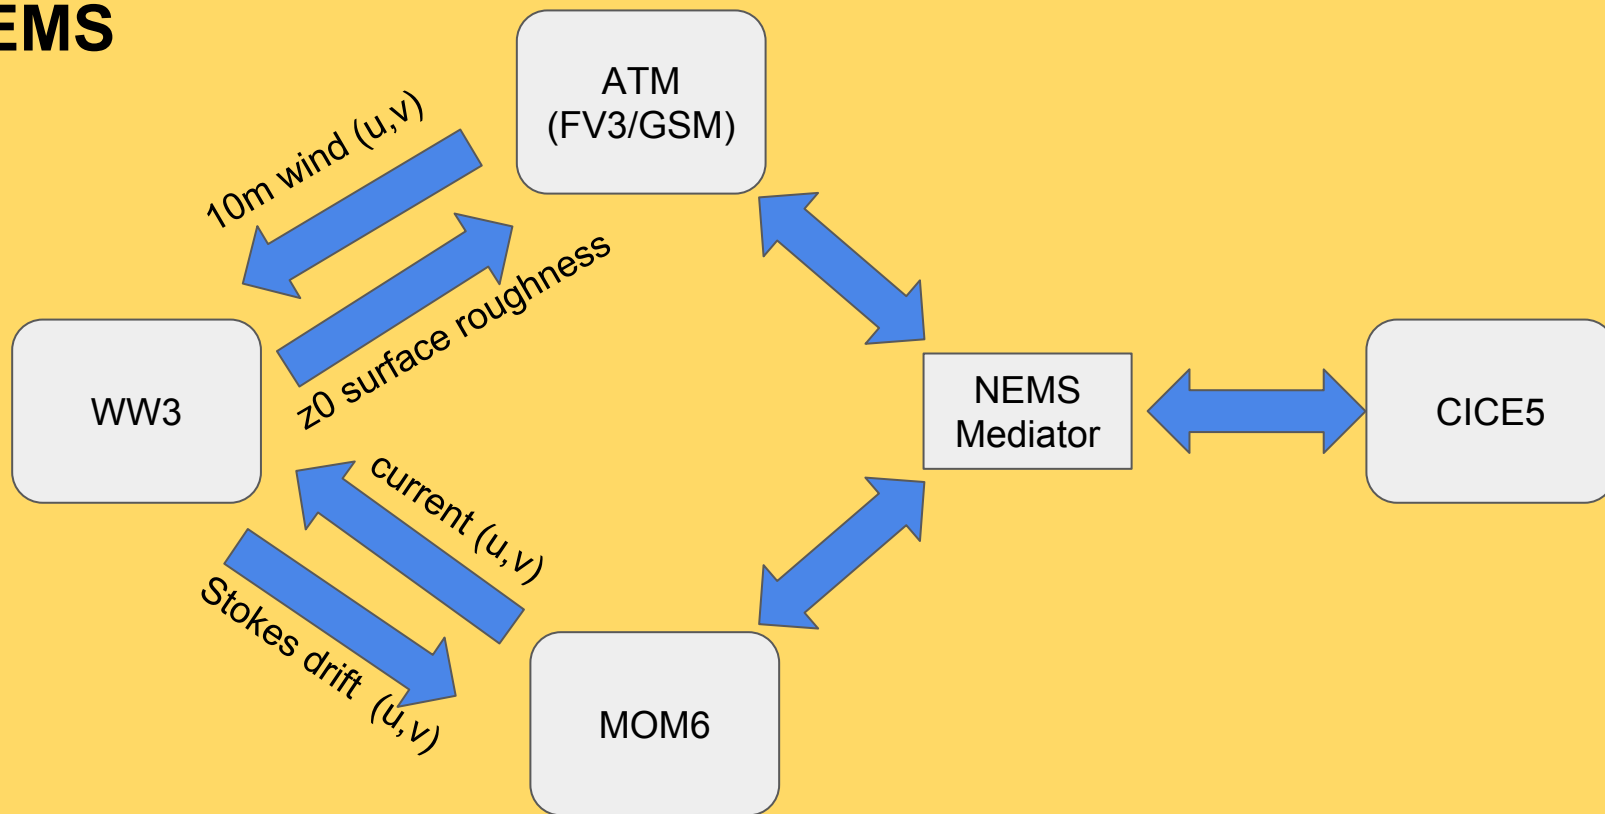 EMS
ATM
(FV3/GSM)
10m wind (u,v)
z0 surface roughness
WW3
NEMS
Mediator
CICE5
current (u,v)
Stokes drift (u,v)
MOM6